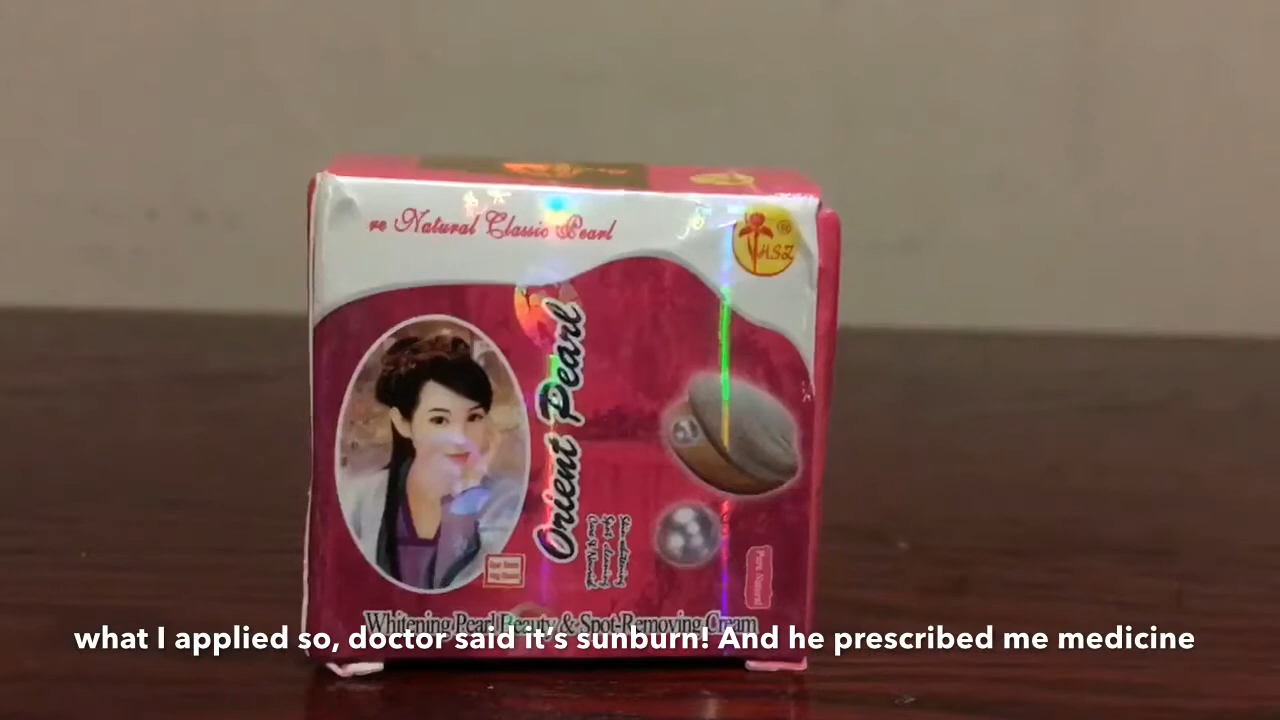 re Natural Classic Pearl
HSZ
Orient Pearl
Pure Natural
Whitening Pearl Beauty & Spot-Removing Cream
what I applied so, doctor said it’s sunburn! And he prescribed me medicine